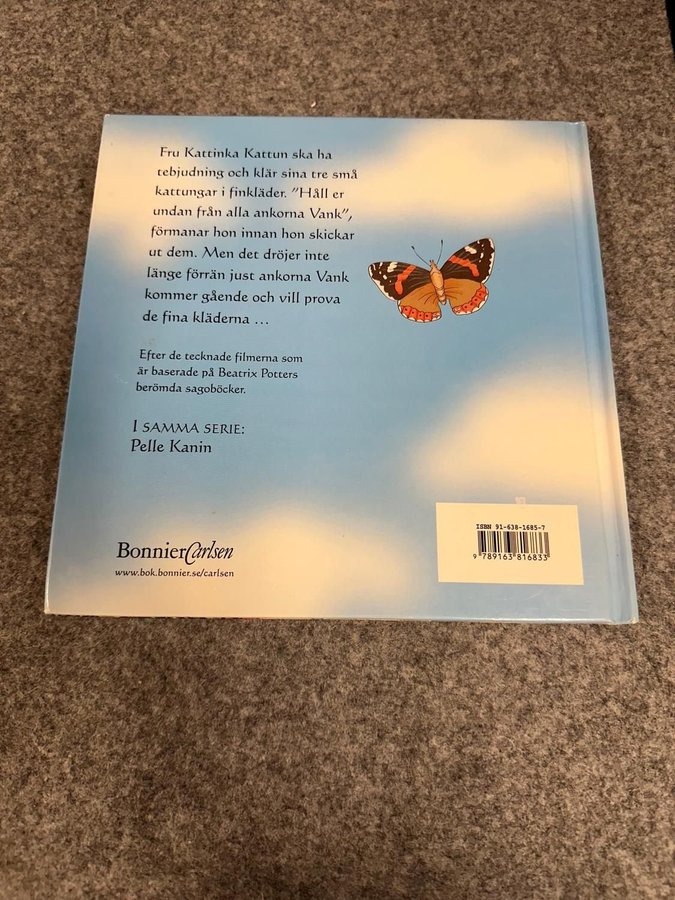 Fru Kattinka Kattun ska ha
tebjudning och klär sina tre små
kattungar i finkläder. ”Håll er
undan från alla ankorna Vank”,
förmanar hon innan hon skickar
ut dem. Men det dröjer inte
länge förrän just ankorna Vank
kommer gående och vill prova
de fina kläderna ...
Efter de tecknade filmerna som
är baserade på Beatrix Potters
berömda sagoböcker.
I SAMMA SERIE:
Pelle Kanin
BonnierCarlsen
www.bok.bonnier.se/carlsen
ISBN 91-638-1685-7
9 789163 816833